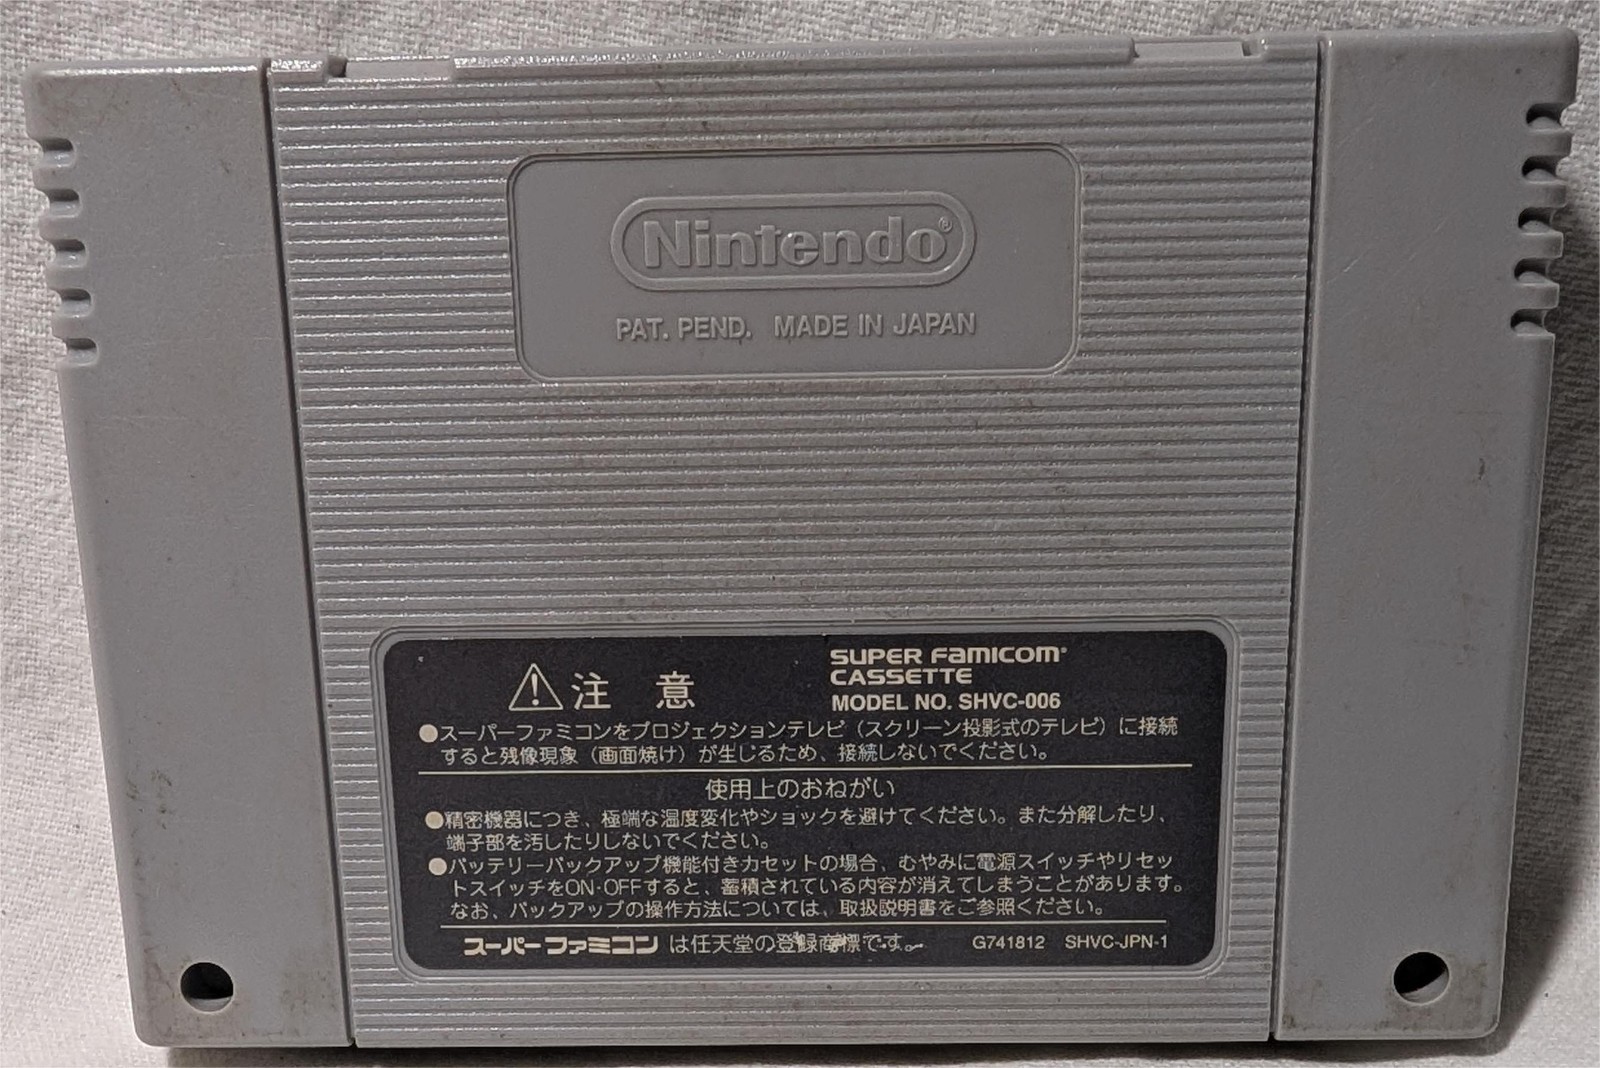 Nintendo®
PAT. PEND. MADE IN JAPAN
注 意
SUPER FAMICOM®
CASSETTE
MODEL NO. SHVC-006
●スーパーファミコンをプロジェクションテレビ（スクリーン投影式のテレビ）に接続
すると残像現象（画面焼け）が生じるため、接続しないでください。
使用上のおねがい
●精密機器につき、極端な温度変化やショックを避けてください。また分解したり、
端子部を汚したりしないでください。
●バッテリーバックアップ機能付きカセットの場合、むやみに電源スイッチやリセッ
トスイッチをON·OFFすると、蓄積されている内容が消えてしまうことがあります。
なお、バックアップの操作方法については、取扱説明書をご参照ください。
スーパーファミコン は任天堂の登録商標です。
G741812 SHVC-JPN-1